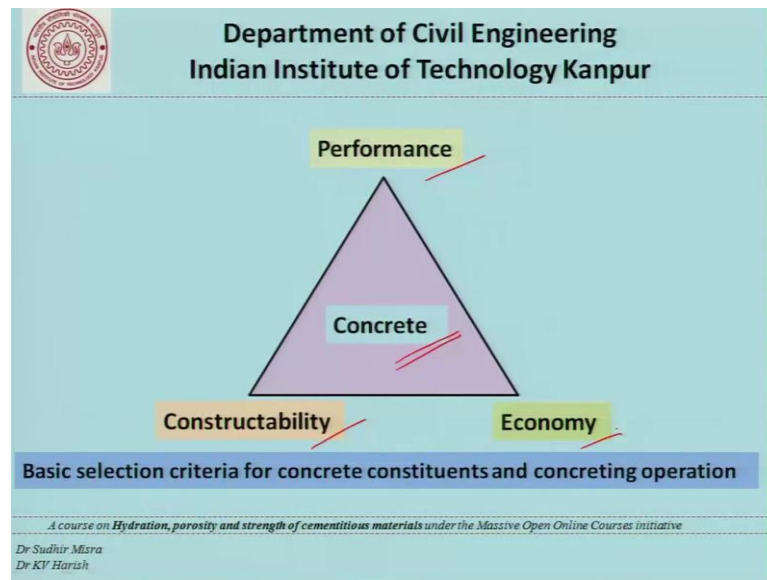 Department of Civil Engineering
Indian Institute of Technology Kanpur
Performance
Concrete
Constructability
Economy
Basic selection criteria for concrete constituents and concreting operation
A course on Hydration, porosity and strength of cementitious materials under the Massive Open Online Courses initiative
Dr Sudhir Misra
Dr KV Harish